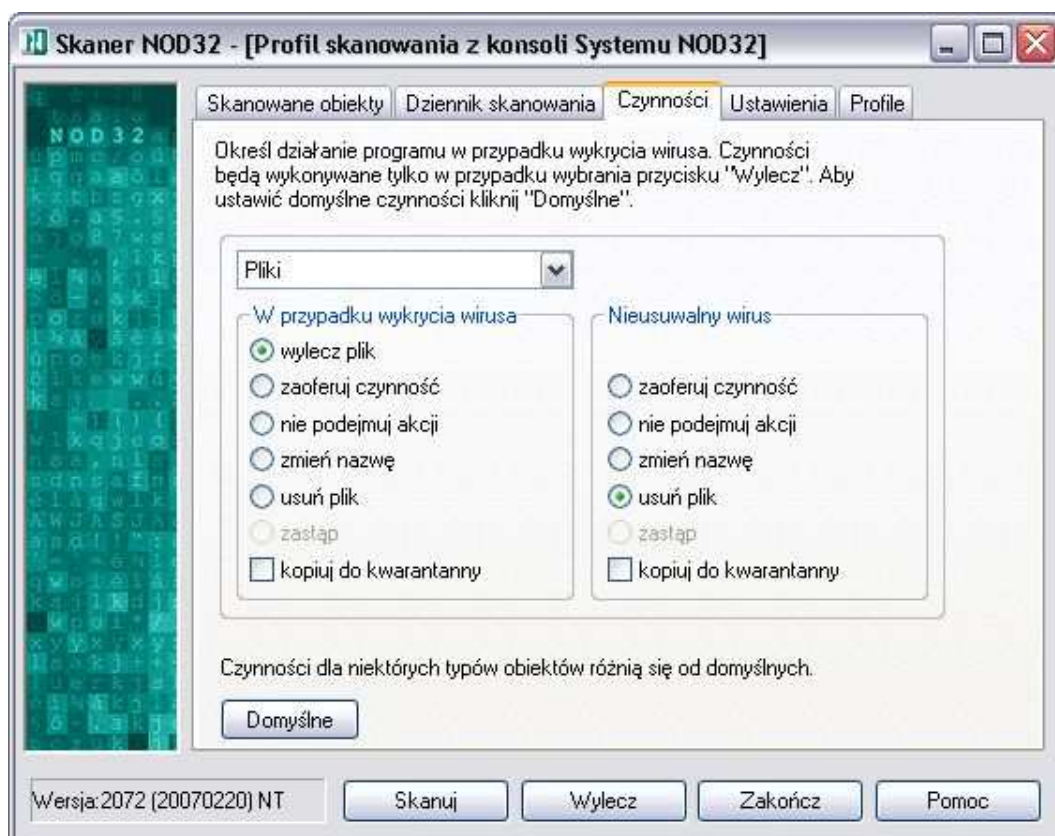 Skaner NOD32 - [Profil skanowania z konsoli Systemu NOD32]
NOD32
Skanowane obiekty Dziennik skanowania Czynności Ustawienia Profile
Określ działanie programu w przypadku wykrycia wirusa. Czynności
będą wykonywane tylko w przypadku wybrania przycisku "Wylecz". Aby
ustawić domyślne czynności kliknij "Domyślne".
Pliki
W przypadku wykrycia wirusa
wylecz plik
zaoferuj czynność
nie podejmuj akcji
zmień nazwę
usuń plik
zastąp
kopiuj do kwarantanny
Nieusuwalny wirus
zaoferuj czynność
nie podejmuj akcji
zmień nazwę
usuń plik
zastąp
kopiuj do kwarantanny
Czynności dla niektórych typów obiektów różnią się od domyślnych.
Domyślne
Wersja:2072 (20070220) NT
Skanuj Wylecz Zakończ Pomoc